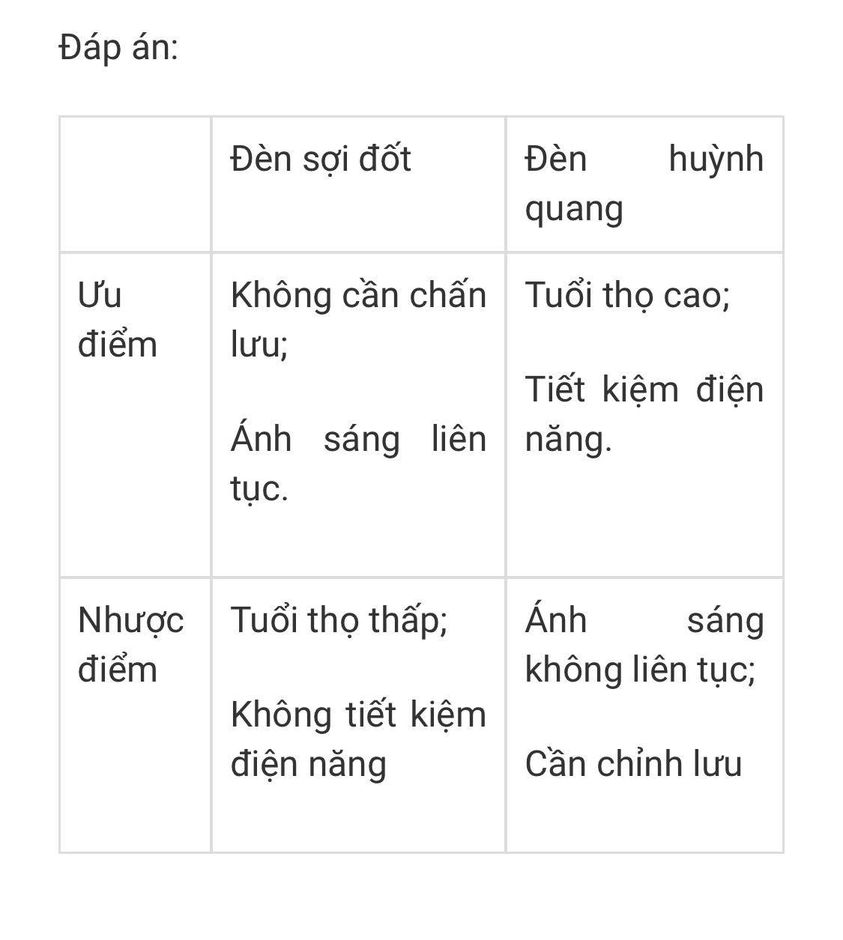 Đáp án:
Đèn sợi đốt
Đèn huỳnh
quang
Ưu
điểm
Không cần chấn
lưu;
Ánh sáng liên
tục.
Tuổi thọ cao;
Tiết kiệm điện
năng.
Nhược
điểm
Tuổi thọ thấp;
Không tiết kiệm
điện năng
Ánh sáng
không liên tục;
Cần chỉnh lưu